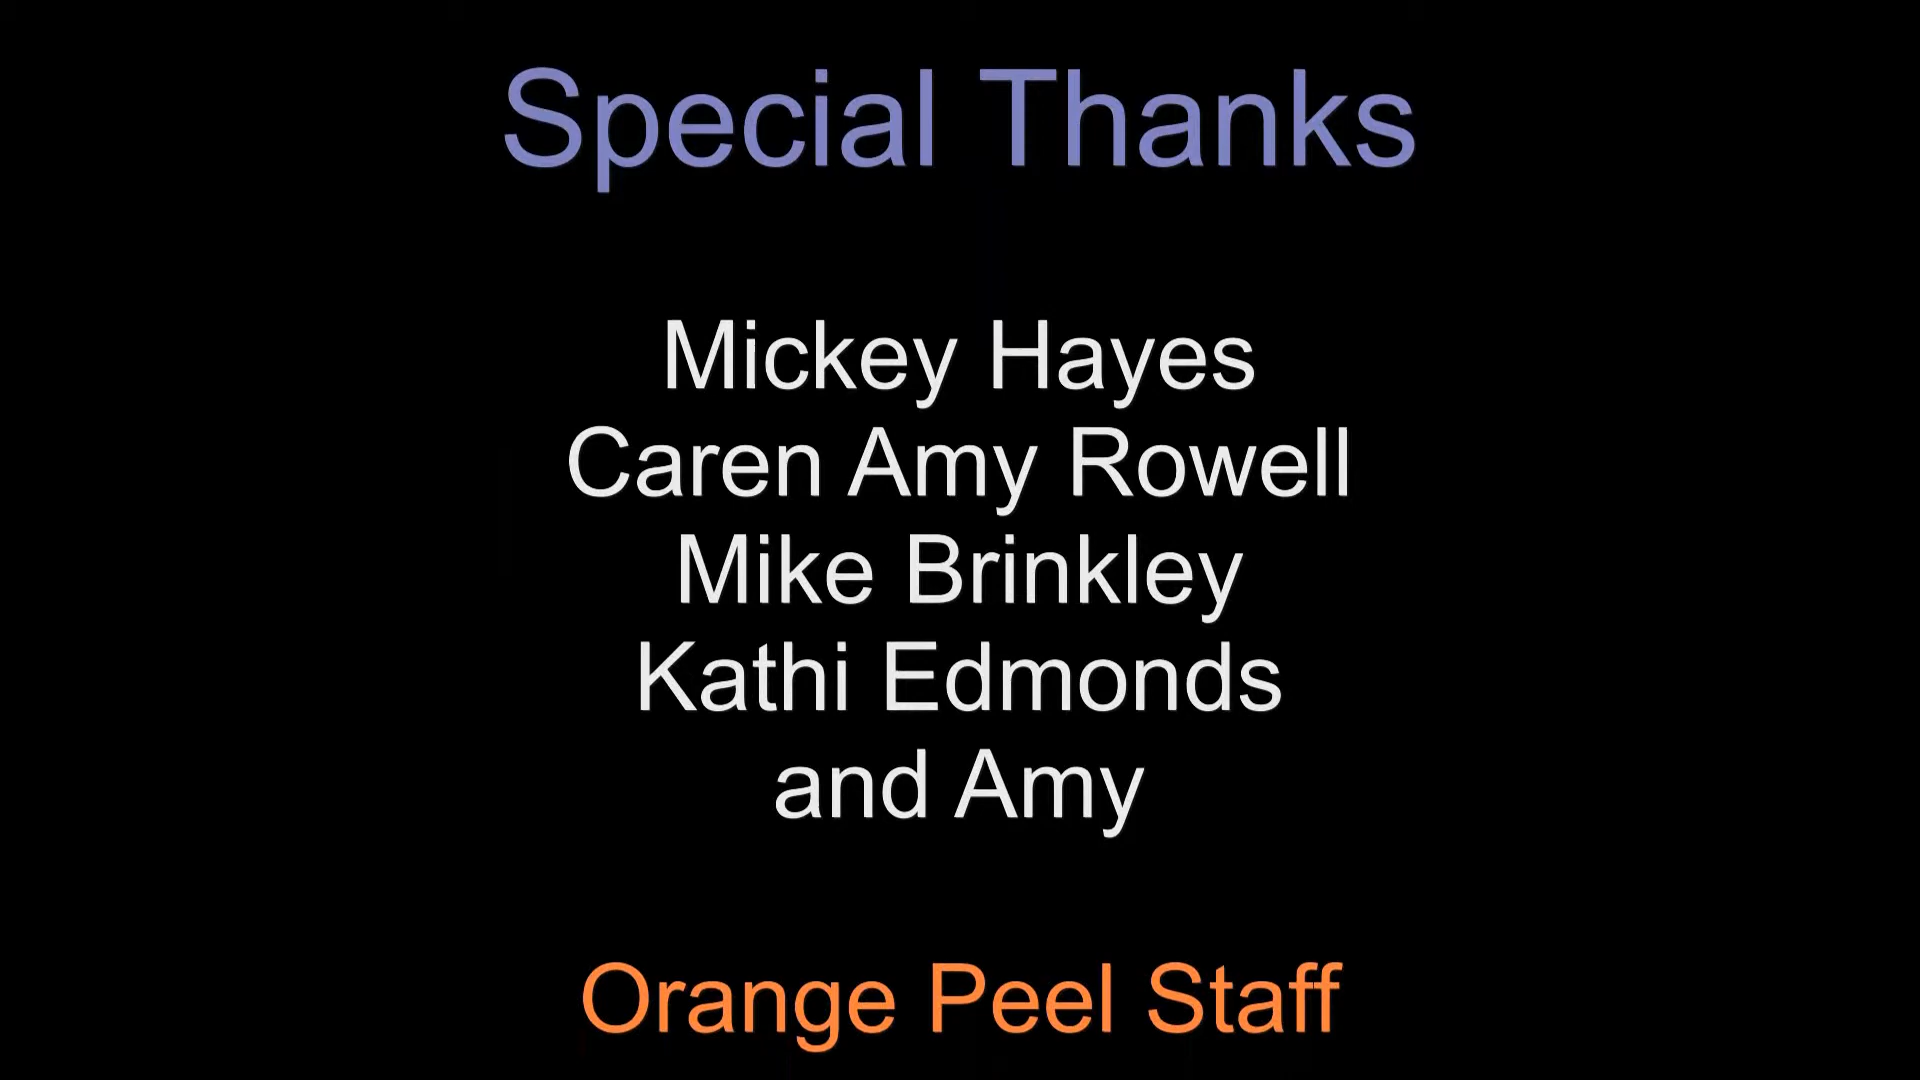 Special Thanks
Mickey Hayes
Caren Amy Rowell
Mike Brinkley
Kathi Edmonds
and Amy
Orange Peel Staff